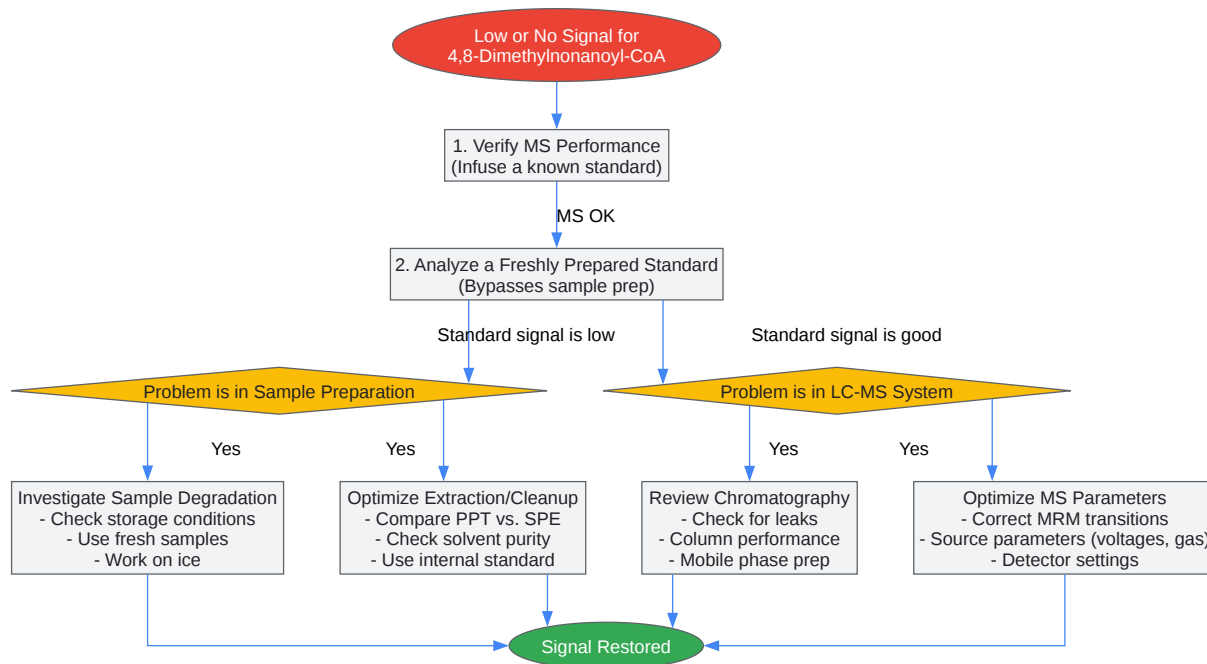 Low or No Signal for
4,8-Dimethylnonanoyl-CoA
1. Verify MS Performance
(Infuse a known standard)
MS OK
2. Analyze a Freshly Prepared Standard
(Bypasses sample prep)
Standard signal is low
Standard signal is good
Problem is in Sample Preparation
Problem is in LC-MS System
Yes
Yes
Yes
Yes
Investigate Sample Degradation
- Check storage conditions
- Use fresh samples
- Work on ice
Optimize Extraction/Cleanup
- Compare PPT vs. SPE
- Check solvent purity
- Use internal standard
Review Chromatography
- Check for leaks
- Column performance
- Mobile phase prep
Optimize MS Parameters
- Correct MRM transitions
- Source parameters (voltages, gas)
- Detector settings
Signal Restored